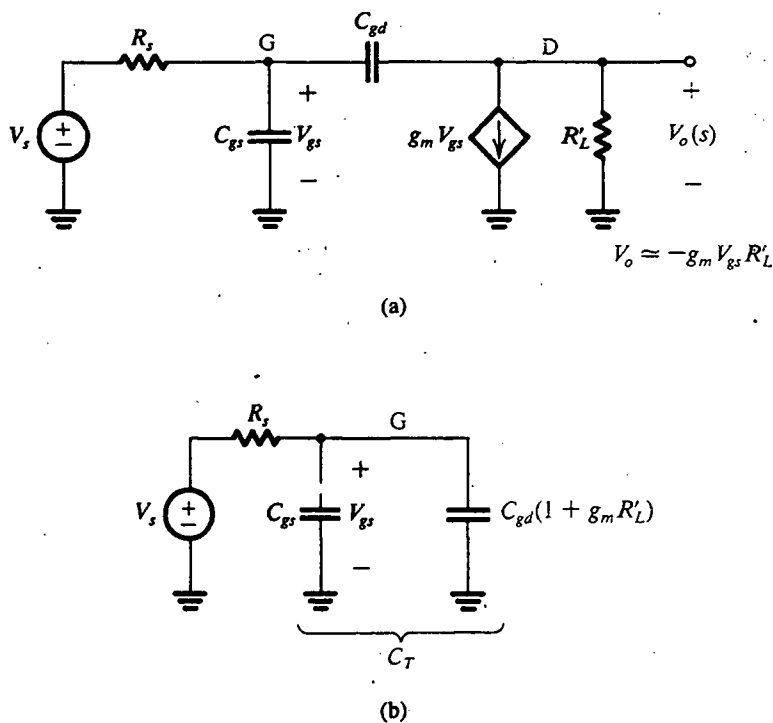 C_gd
R_s
G
D
+
+
V_s
+
−
C_gs
V_gs
g_m V_gs
R'_L
V_o(s)
−
−
V_o ≃ −g_m V_gs R'_L
(a)
R_s
G
+
V_s
+
−
C_gs
V_gs
C_gd(1 + g_m R'_L)
−
C_T
(b)